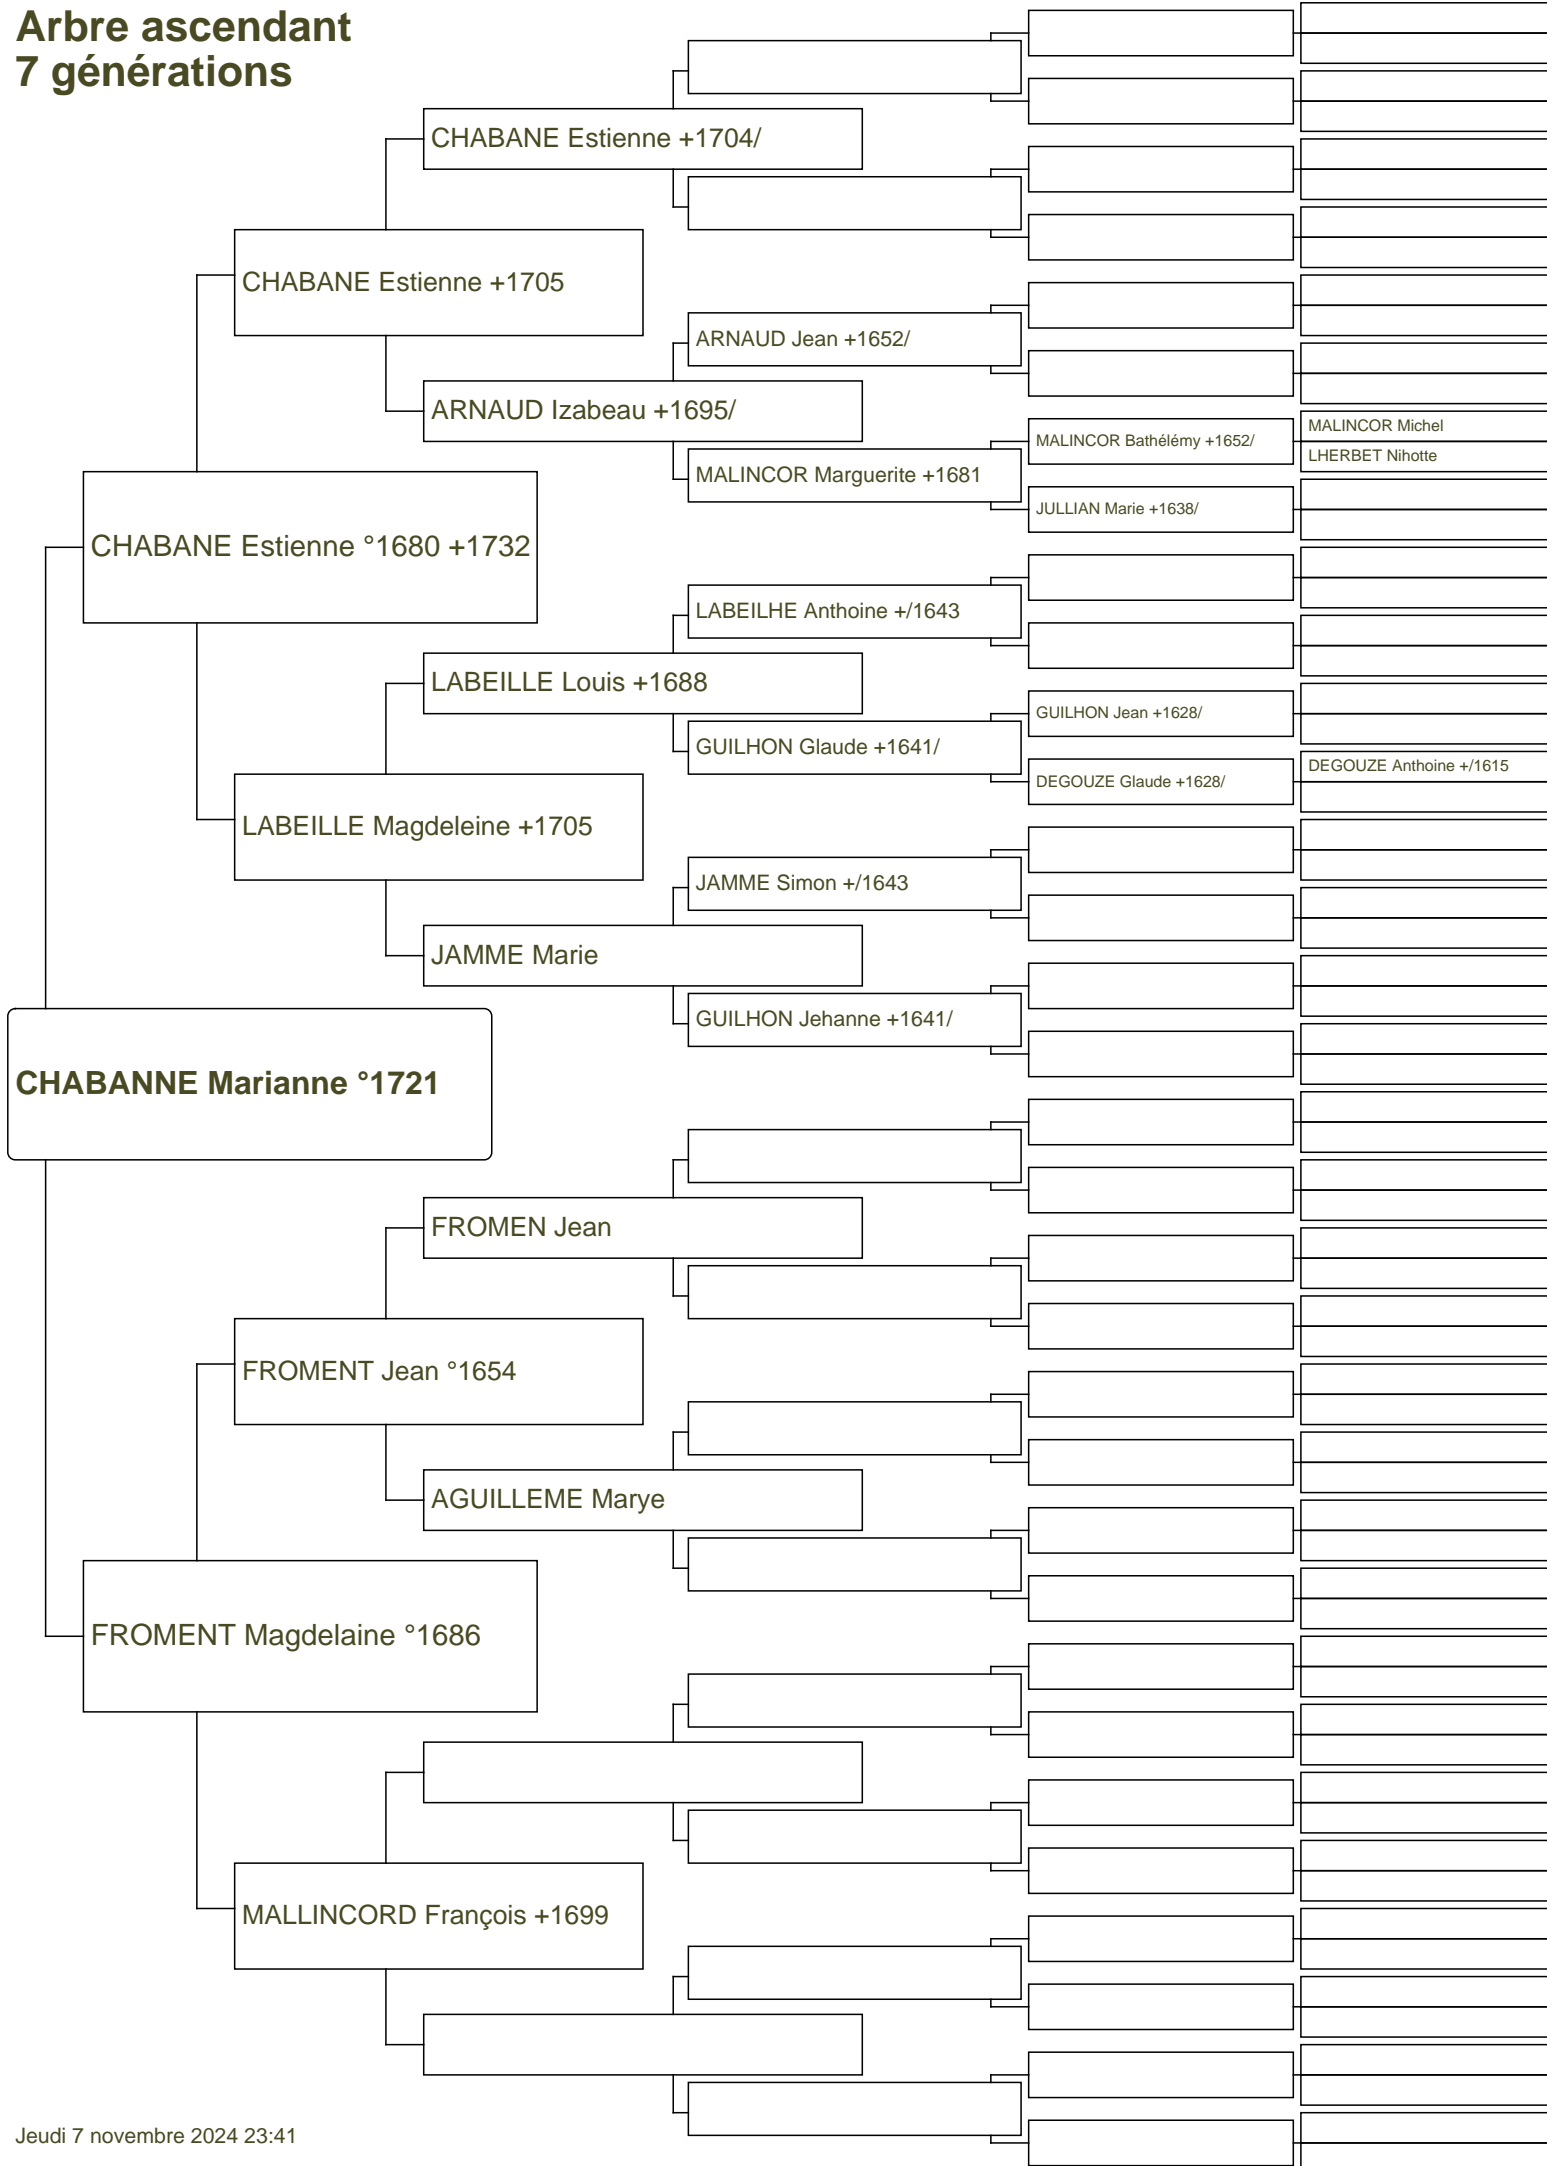 Arbre ascendant
7 générations
CHABANE Estienne +1704/
CHABANE Estienne +1705
ARNAUD Jean +1652/
ARNAUD Izabeau +1695/
MALINCOR Bathélémy +1652/
MALINCOR Michel
LHERBET Nihotte
MALINCOR Marguerite +1681
JULLIAN Marie +1638/
CHABANE Estienne °1680 +1732
LABEILHE Anthoine +/1643
LABEILLE Louis +1688
GUILHON Jean +1628/
GUILHON Glaude +1641/
DEGOUZE Anthoine +/1615
DEGOUZE Glaude +1628/
LABEILLE Magdeleine +1705
JAMME Simon +/1643
JAMME Marie
GUILHON Jehanne +1641/
CHABANNE Marianne °1721
FROMEN Jean
FROMENT Jean °1654
AGUILLEME Marye
FROMENT Magdelaine °1686
MALLINCORD François +1699
Jeudi 7 novembre 2024 23:41